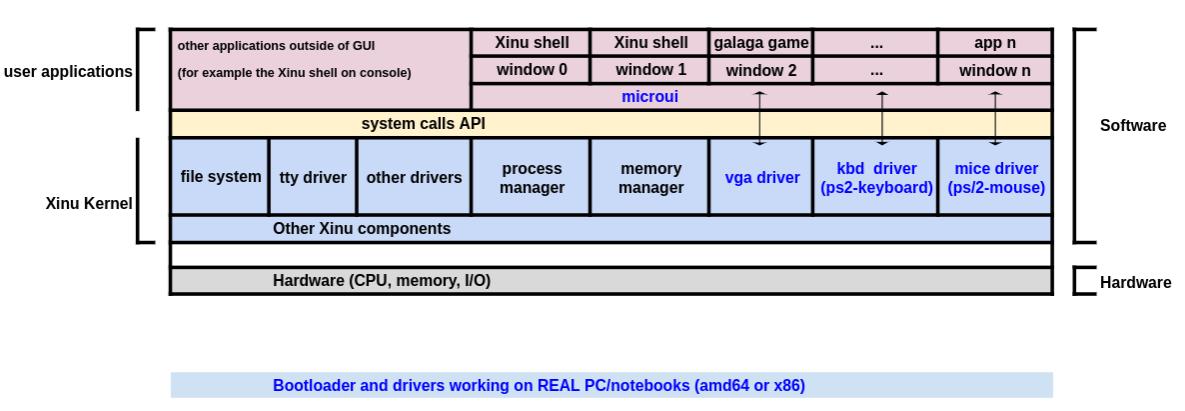 other applications outside of GUI
(for example the Xinu shell on console)
Xinu shell
Xinu shell
galaga game
...
app n
window 0
window 1
window 2
...
window n
user applications
microui
system calls API
Software
file system
tty driver
other drivers
process
manager
memory
manager
vga driver
kbd driver
(ps2-keyboard)
mice driver
(ps/2-mouse)
Xinu Kernel
Other Xinu components
Hardware (CPU, memory, I/O)
Hardware
Bootloader and drivers working on REAL PC/notebooks (amd64 or x86)